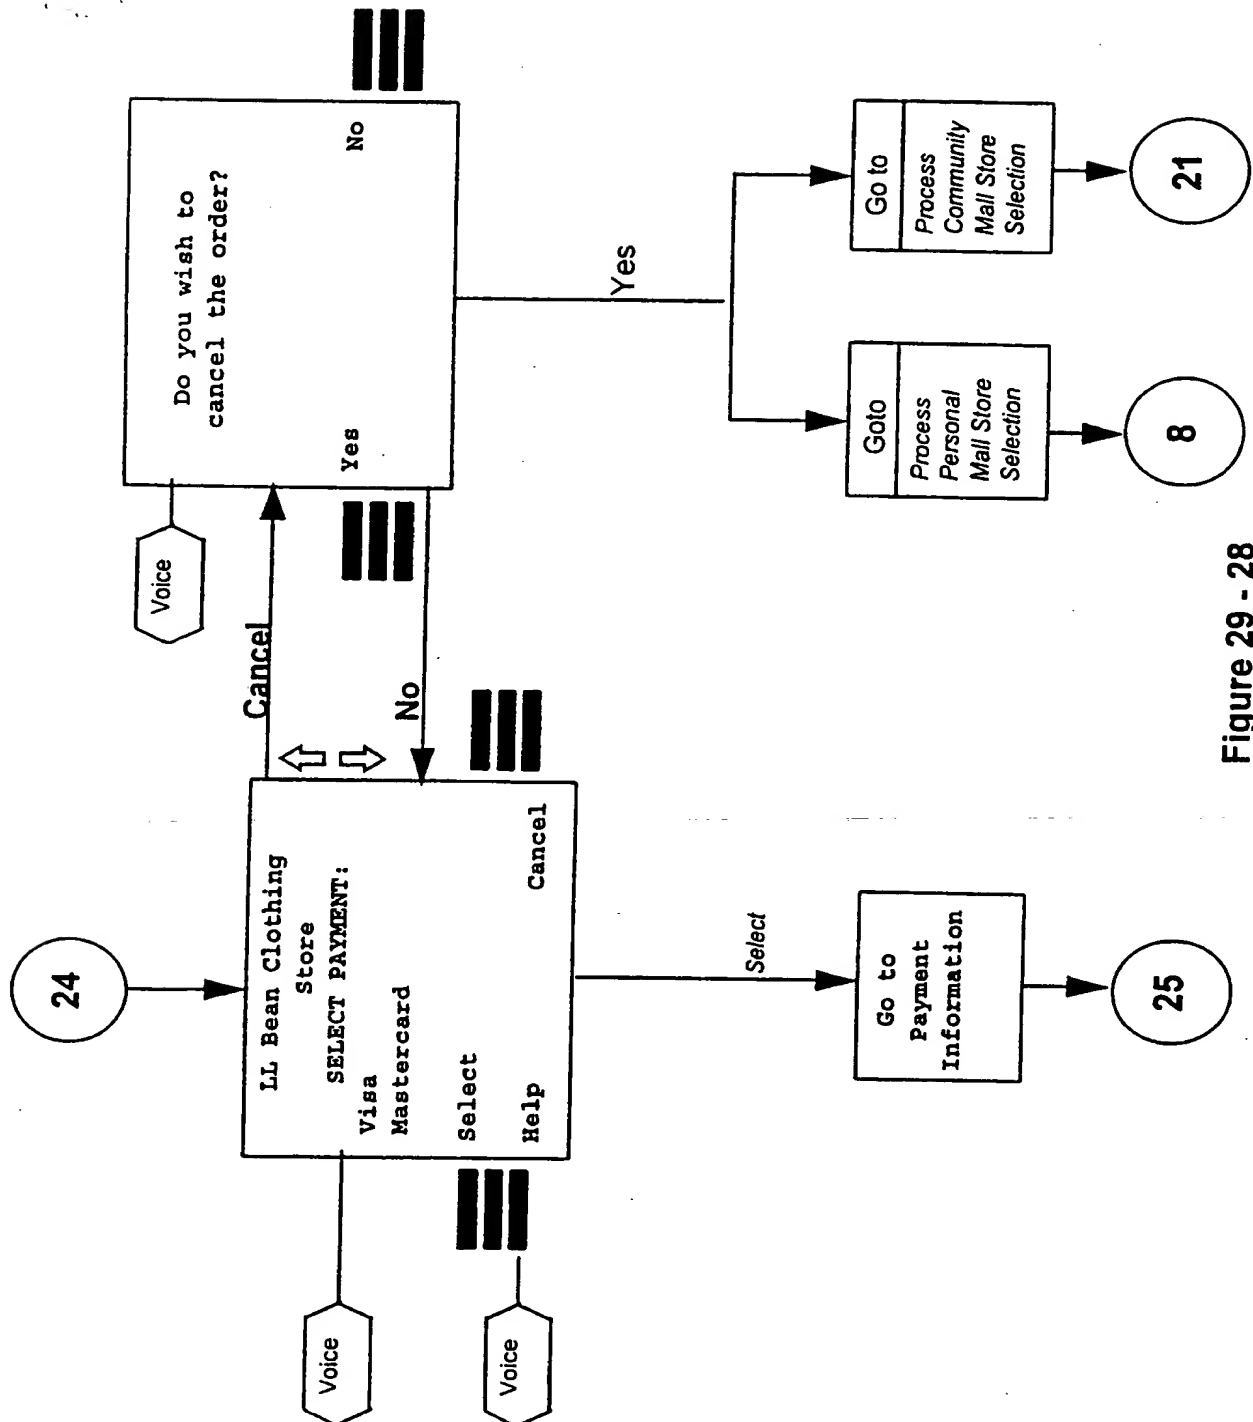 24
LL Bean Clothing
Store
SELECT PAYMENT:
Visa
Mastercard
Select
Help
Cancel
Voice
Voice
Cancel
No
Voice
Do you wish to
cancel the order?
Yes
No
Select
Go to
Payment
Information
25
Yes
Goto
Process
Personal
Mall Store
Selection
8
Go to
Process
Community
Mall Store
Selection
21
Figure 29 - 28